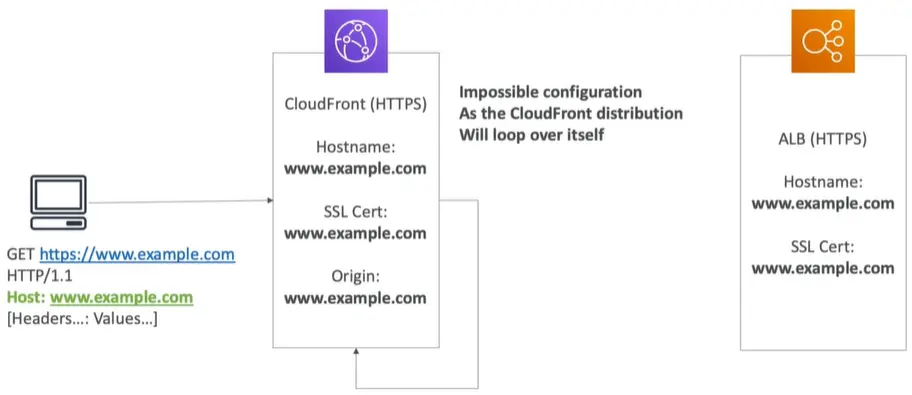 CloudFront (HTTPS)
Hostname:
www.example.com
SSL Cert:
www.example.com
Origin:
www.example.com
Impossible configuration
As the CloudFront distribution
Will loop over itself
ALB (HTTPS)
Hostname:
www.example.com
SSL Cert:
www.example.com
GET https://www.example.com
HTTP/1.1
Host: www.example.com
[Headers...: Values...]